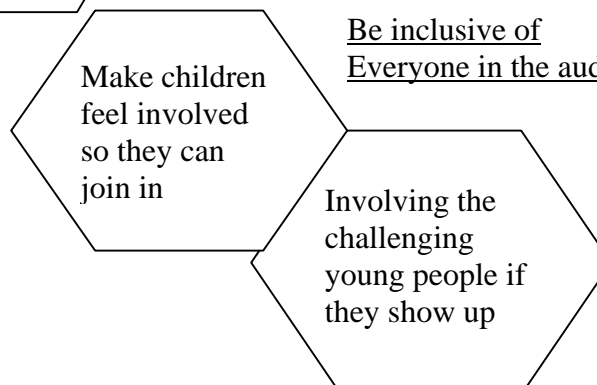 Be inclusive of
Everyone in the
Make children
feel involved
so they can
join in
Involving the
challenging
young people if
they show up